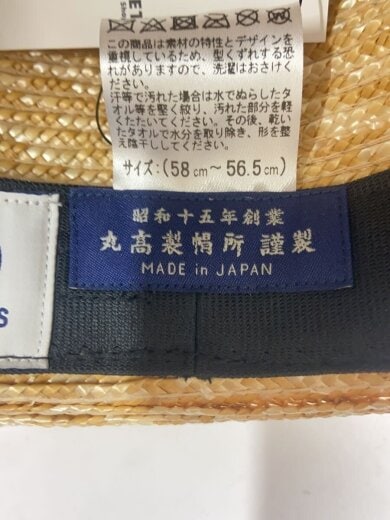 この商品は素材の特性とデザインを
重視しているため、型くずれする恐
れがありますので、洗濯はおさけく
ださい。
汗等で汚れた場合は水でぬらしたタ
オル等を堅く絞り、汚れた部分を軽
くたたいてください。その後、乾い
たタオルで水分を取り除き、形を整
え陰干ししてください。
サイズ:(58cm～56.5cm)
昭和十五年創業
丸高製帽所 謹製
MADE in JAPAN
S